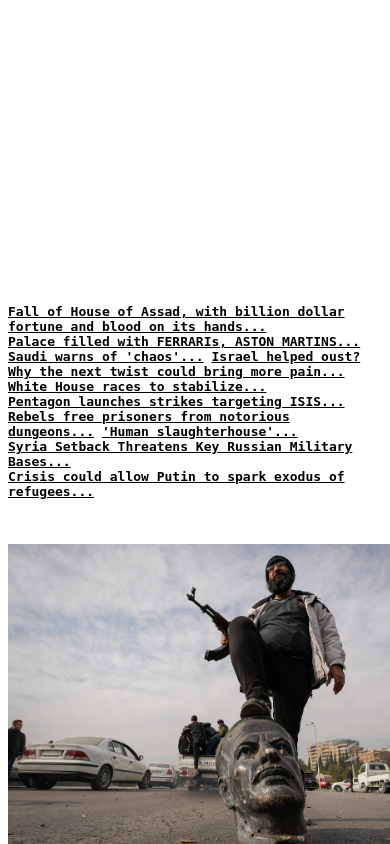 Fall of House of Assad, with billion dollar
fortune and blood on its hands...
Palace filled with FERRARIs, ASTON MARTINS...
Saudi warns of 'chaos'... Israel helped oust?
Why the next twist could bring more pain...
White House races to stabilize...
Pentagon launches strikes targeting ISIS...
Rebels free prisoners from notorious
dungeons... 'Human slaughterhouse'...
Syria Setback Threatens Key Russian Military
Bases...
Crisis could allow Putin to spark exodus of
refugees...